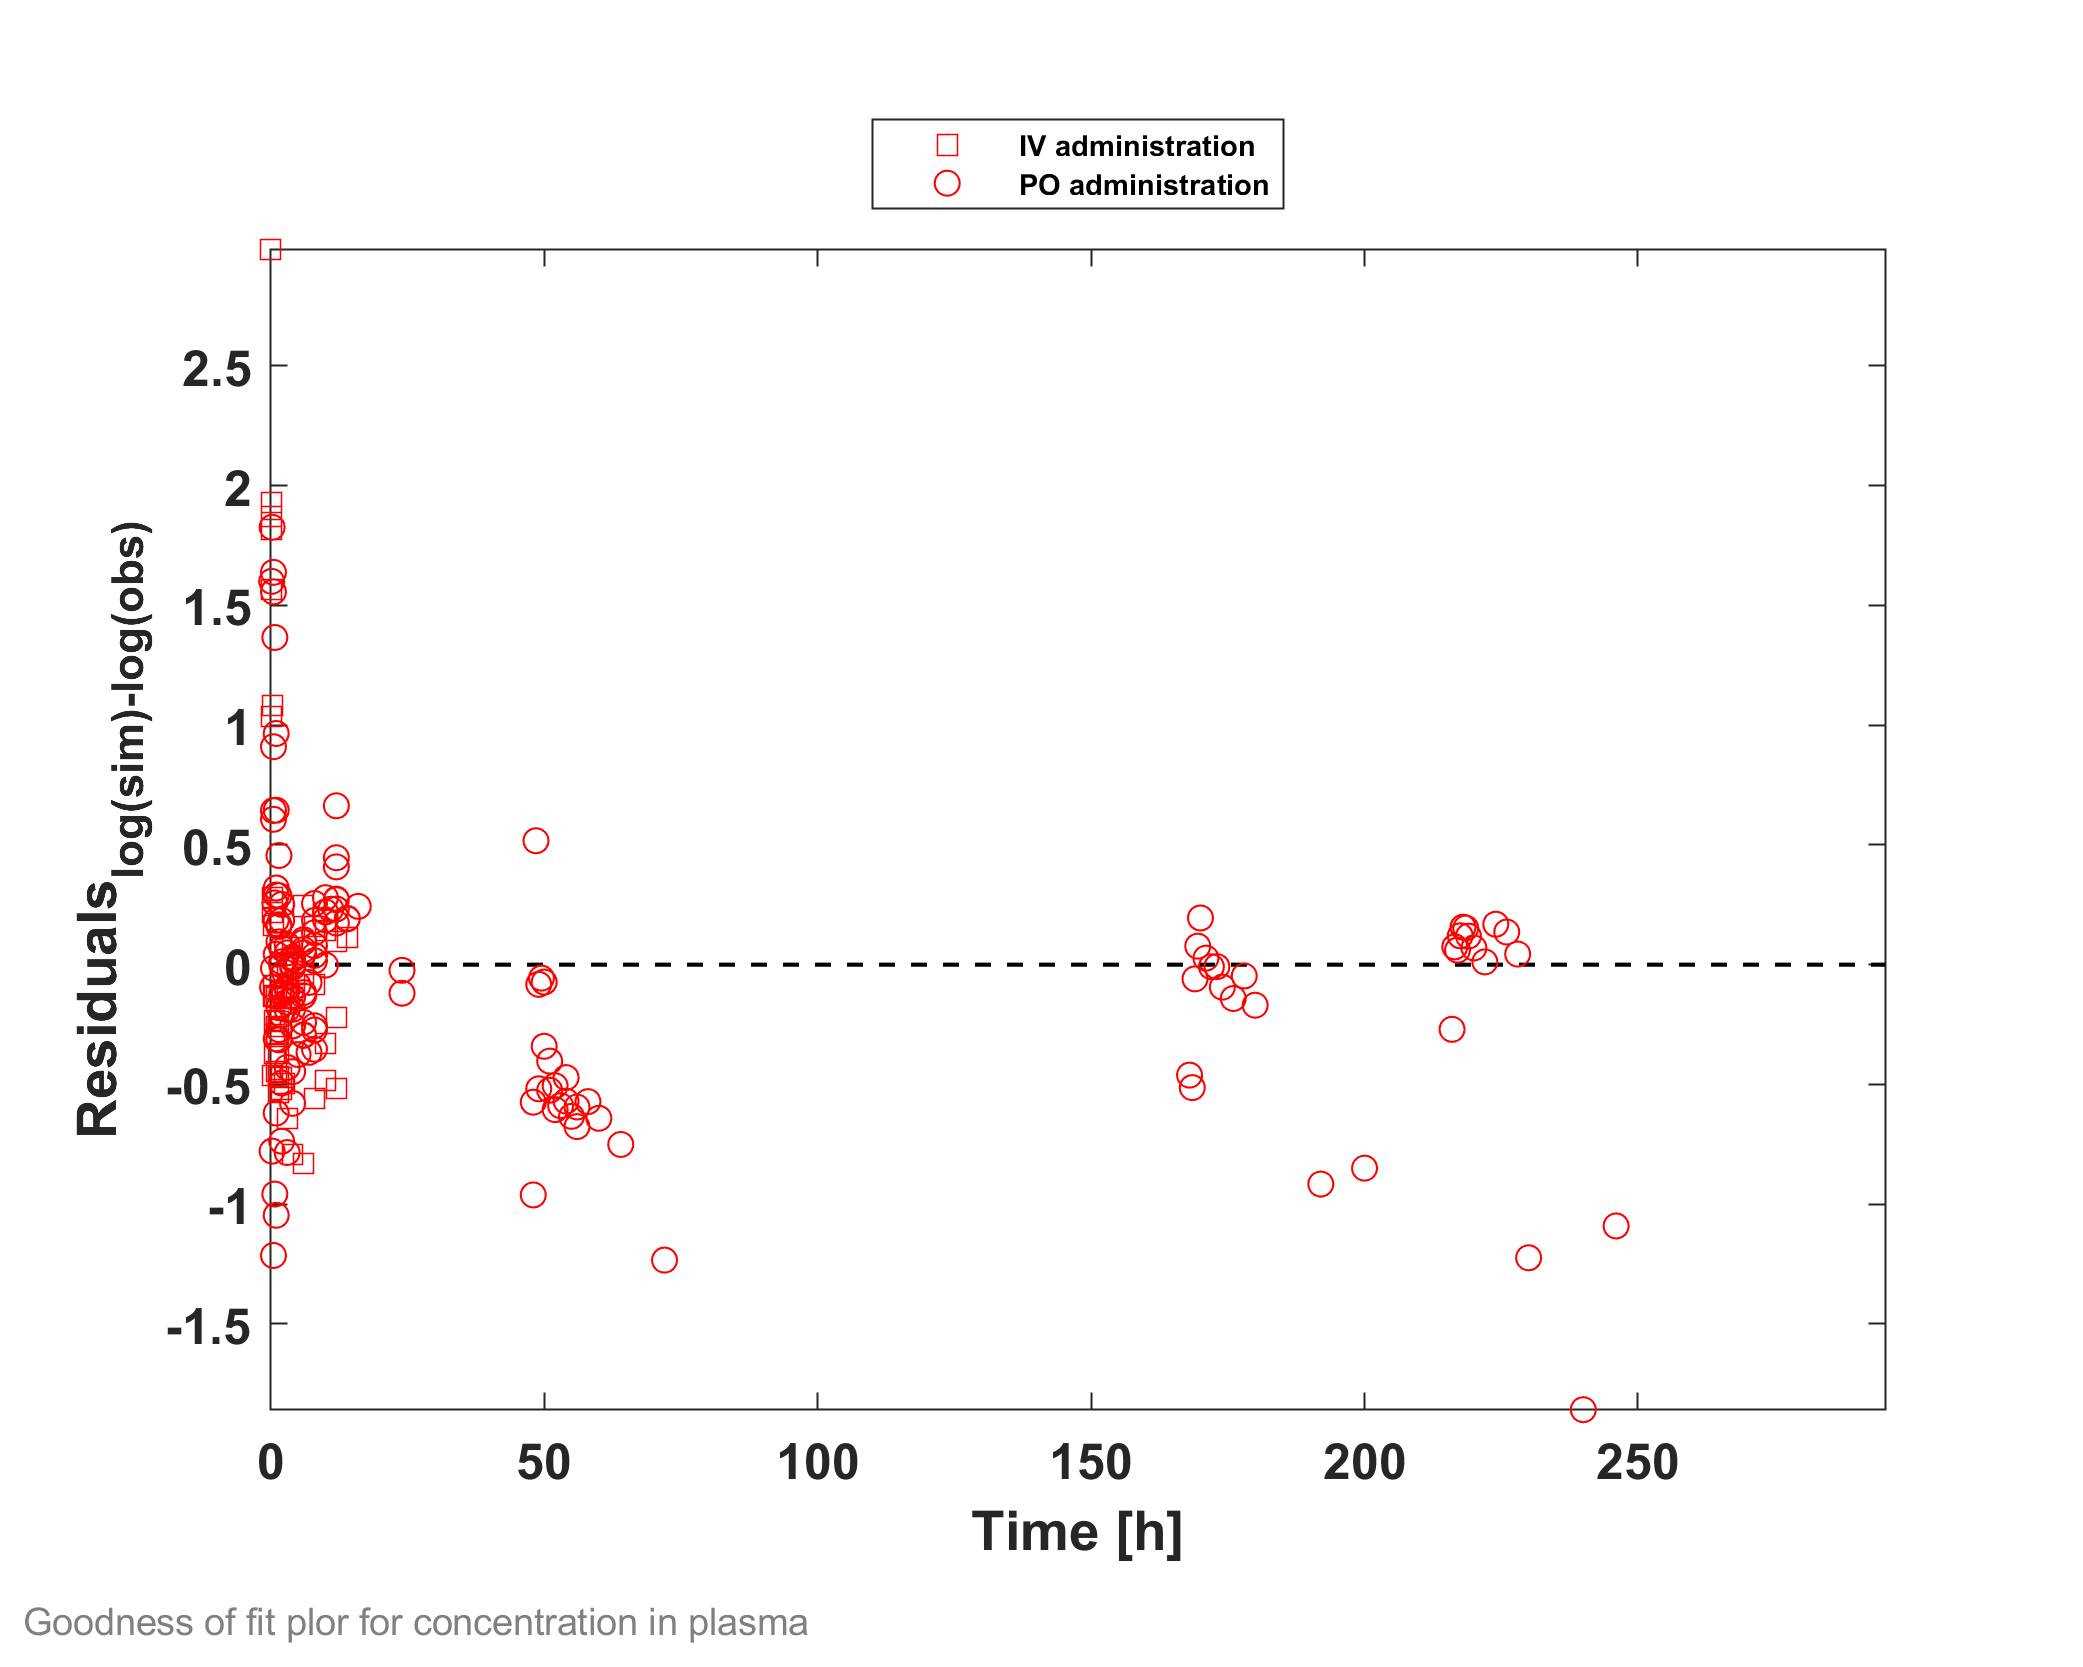 IV administration
PO administration
2.5
2
1.5
1
0.5
0
-0.5
-1
-1.5
Residuals log(sim)-log(obs)
0 50 100 150 200 250
Time [h]
Goodness of fit plor for concentration in plasma